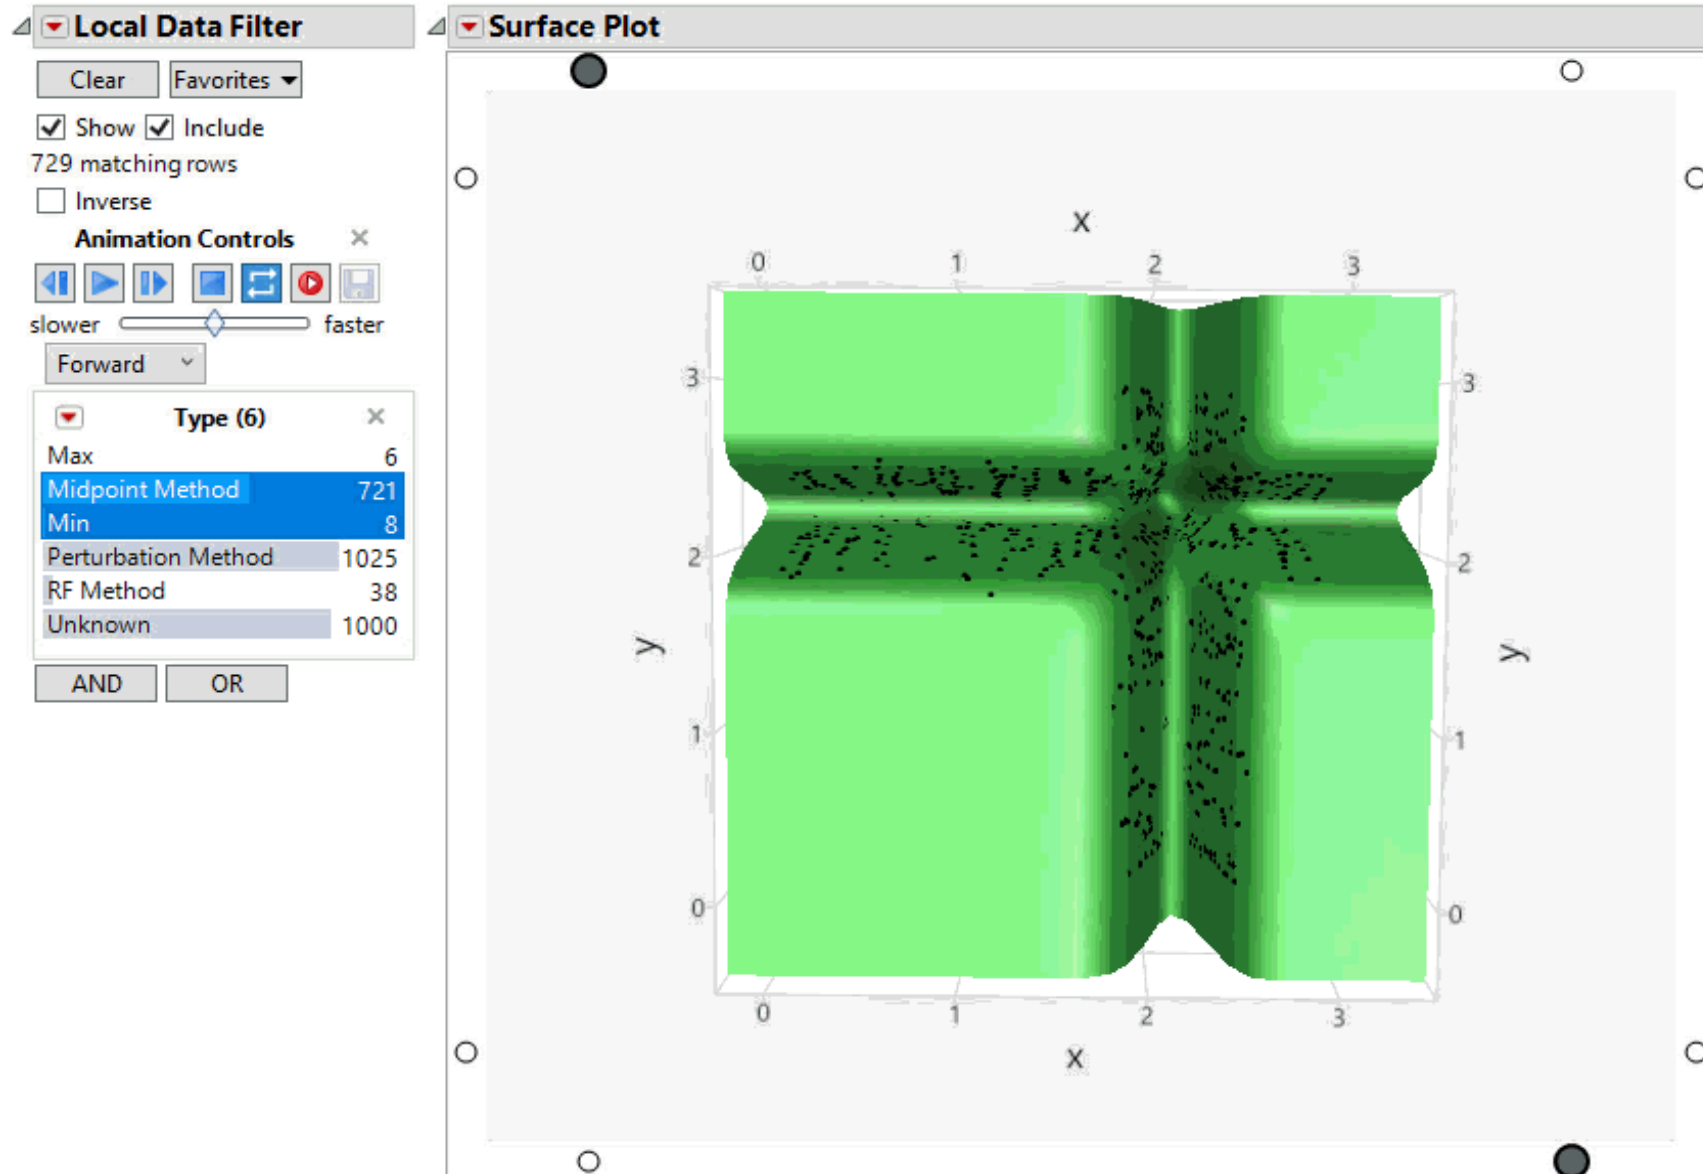 Local Data Filter
Clear Favorites
Show Include
729 matching rows
Inverse
Animation Controls
slower faster
Forward
Type (6)
Max 6
Midpoint Method 721
Min 8
Perturbation Method 1025
RF Method 38
Unknown 1000
AND OR
Surface Plot
x
0 1 2 3
3 3
2 2
y y
1 1
0 0
0 1 2 3
x